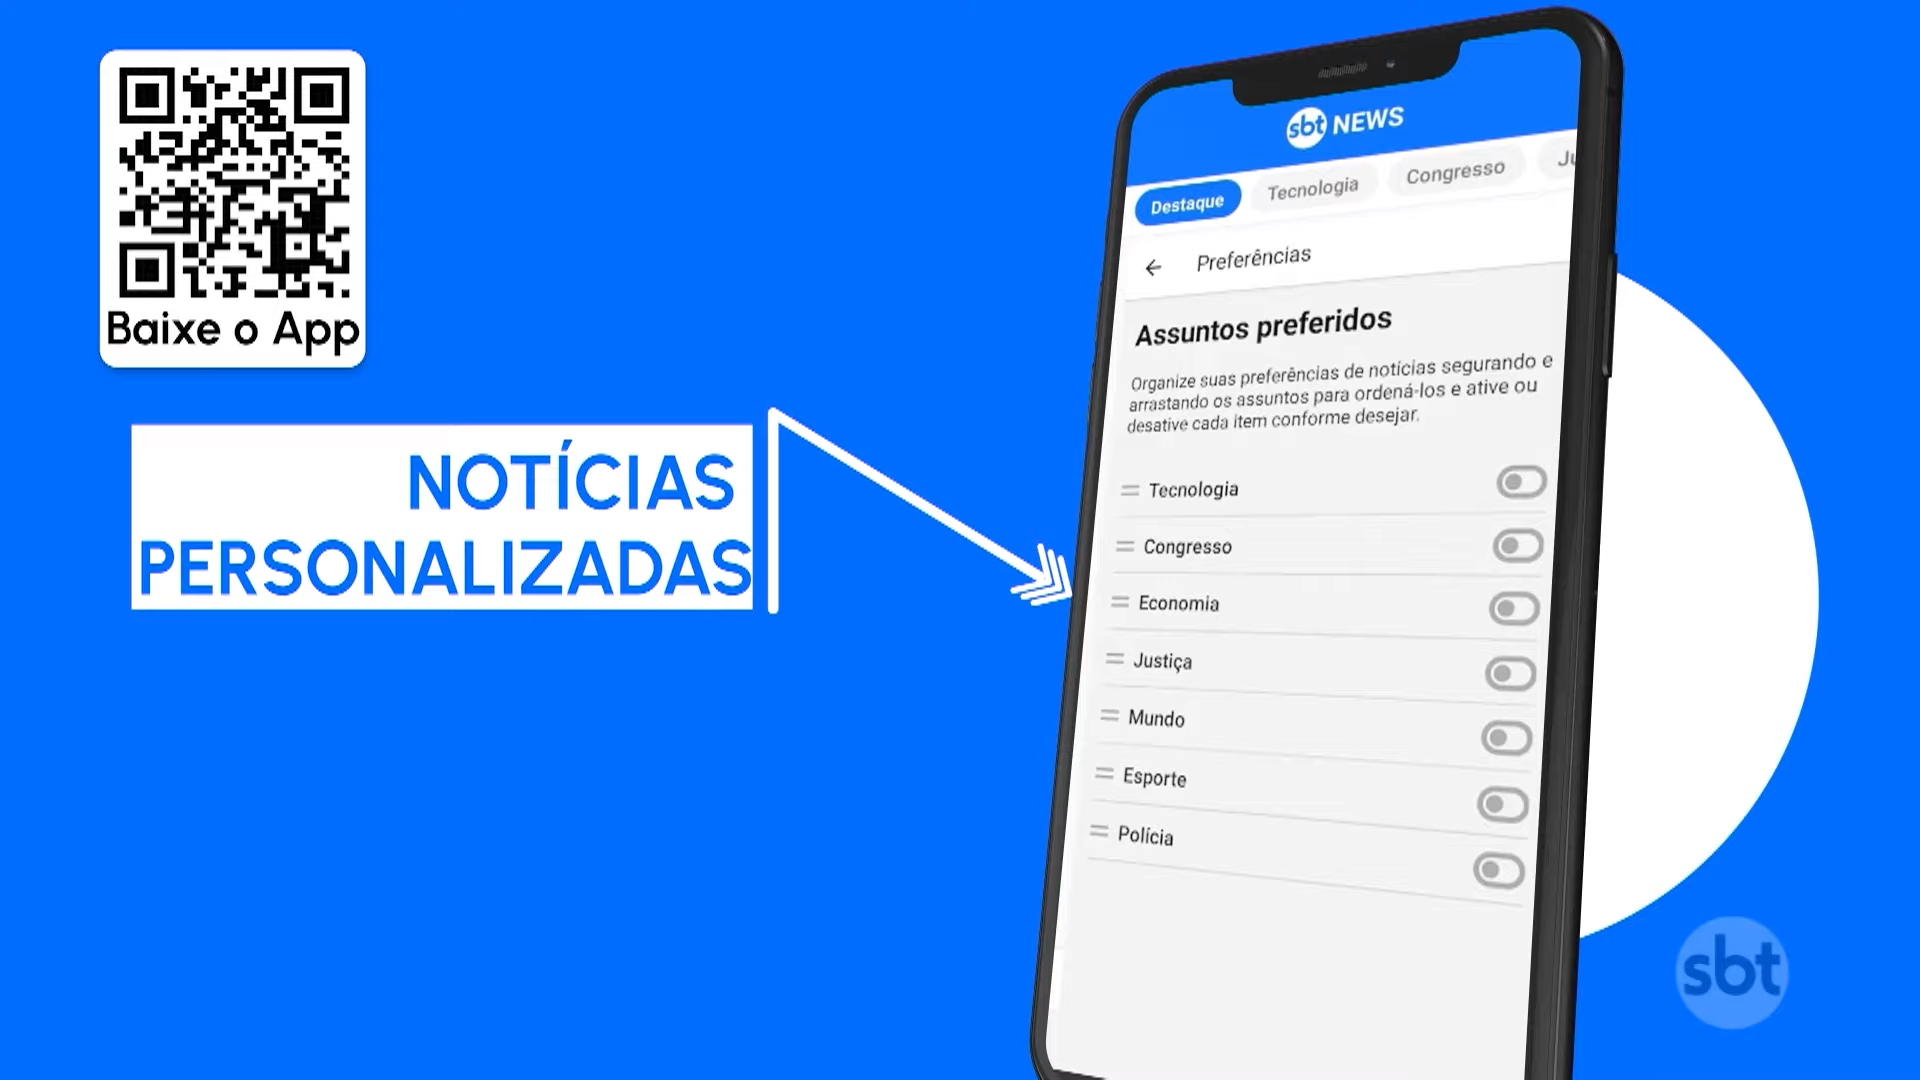 Baixe o App
NOTÍCIAS
PERSONALIZADAS
sbt NEWS
Destaque
Tecnologia
Congresso
Preferências
Assuntos preferidos
Organize suas preferências de notícias segurando e
arrastando os assuntos para ordená-los e ative ou
desative cada item conforme desejar.
Tecnologia
Congresso
Economia
Justiça
Mundo
Esporte
Polícia
sbt